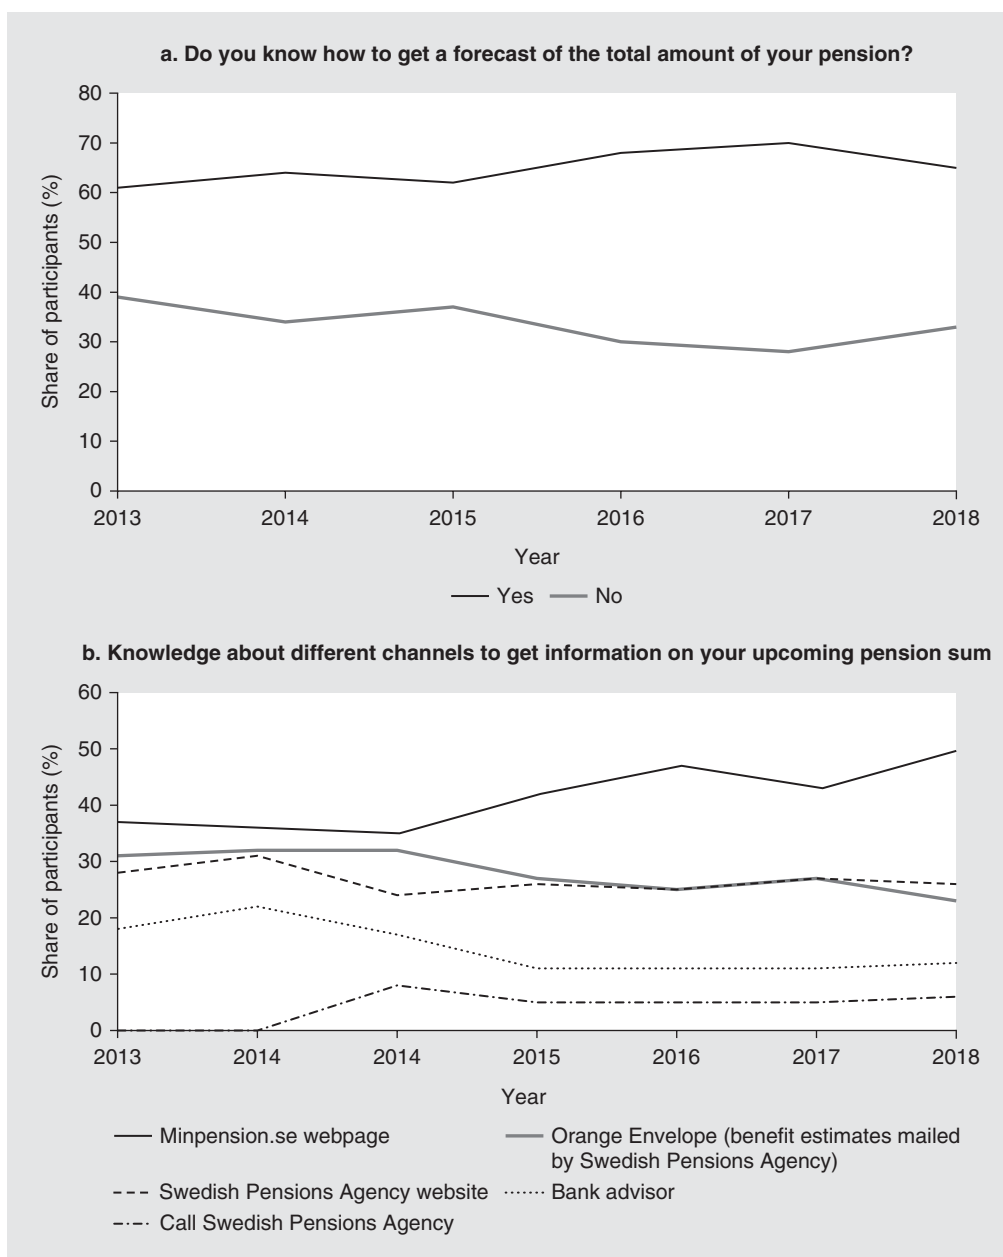 a. Do you know how to get a forecast of the total amount of your pension?
80
70
60
50
40
30
20
10
0
Share of participants (%)
2013 2014 2015 2016 2017 2018
Year
Yes No
b. Knowledge about different channels to get information on your upcoming pension sum
60
50
40
30
20
10
0
Share of participants (%)
2013 2014 2014 2015 2016 2017 2018
Year
Minpension.se webpage
Orange Envelope (benefit estimates mailed
by Swedish Pensions Agency)
Swedish Pensions Agency website
Bank advisor
Call Swedish Pensions Agency